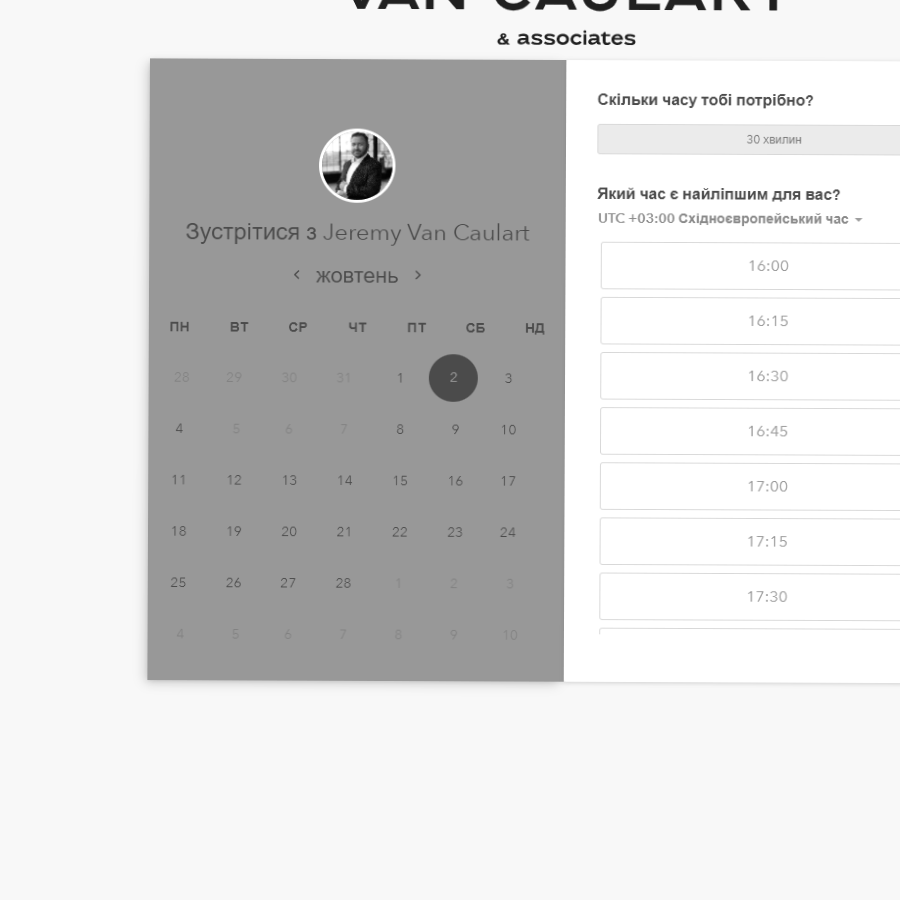 VAN CAULART
& associates
Зустрітися з Jeremy Van Caulart
жовтень
ПН ВТ СР ЧТ ПТ СБ НД
28 29 30 31 1 2 3
4 5 6 7 8 9 10
11 12 13 14 15 16 17
18 19 20 21 22 23 24
25 26 27 28 1 2 3
4 5 6 7 8 9 10
Скільки часу тобі потрібно?
30 хвилин
Який час є найліпшим для вас?
UTC +03:00 Східноєвропейський час
16:00
16:15
16:30
16:45
17:00
17:15
17:30